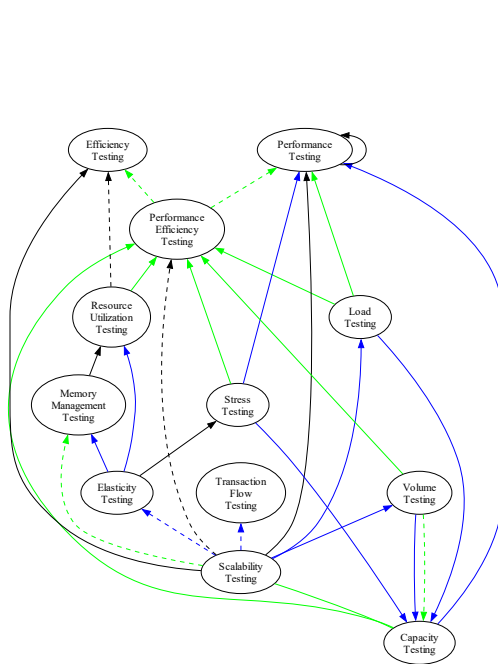 Efficiency
Testing
Performance
Testing
Performance
Efficiency
Testing
Resource
Utilization
Testing
Load
Testing
Memory
Management
Testing
Stress
Testing
Elasticity
Testing
Transaction
Flow
Testing
Volume
Testing
Scalability
Testing
Capacity
Testing